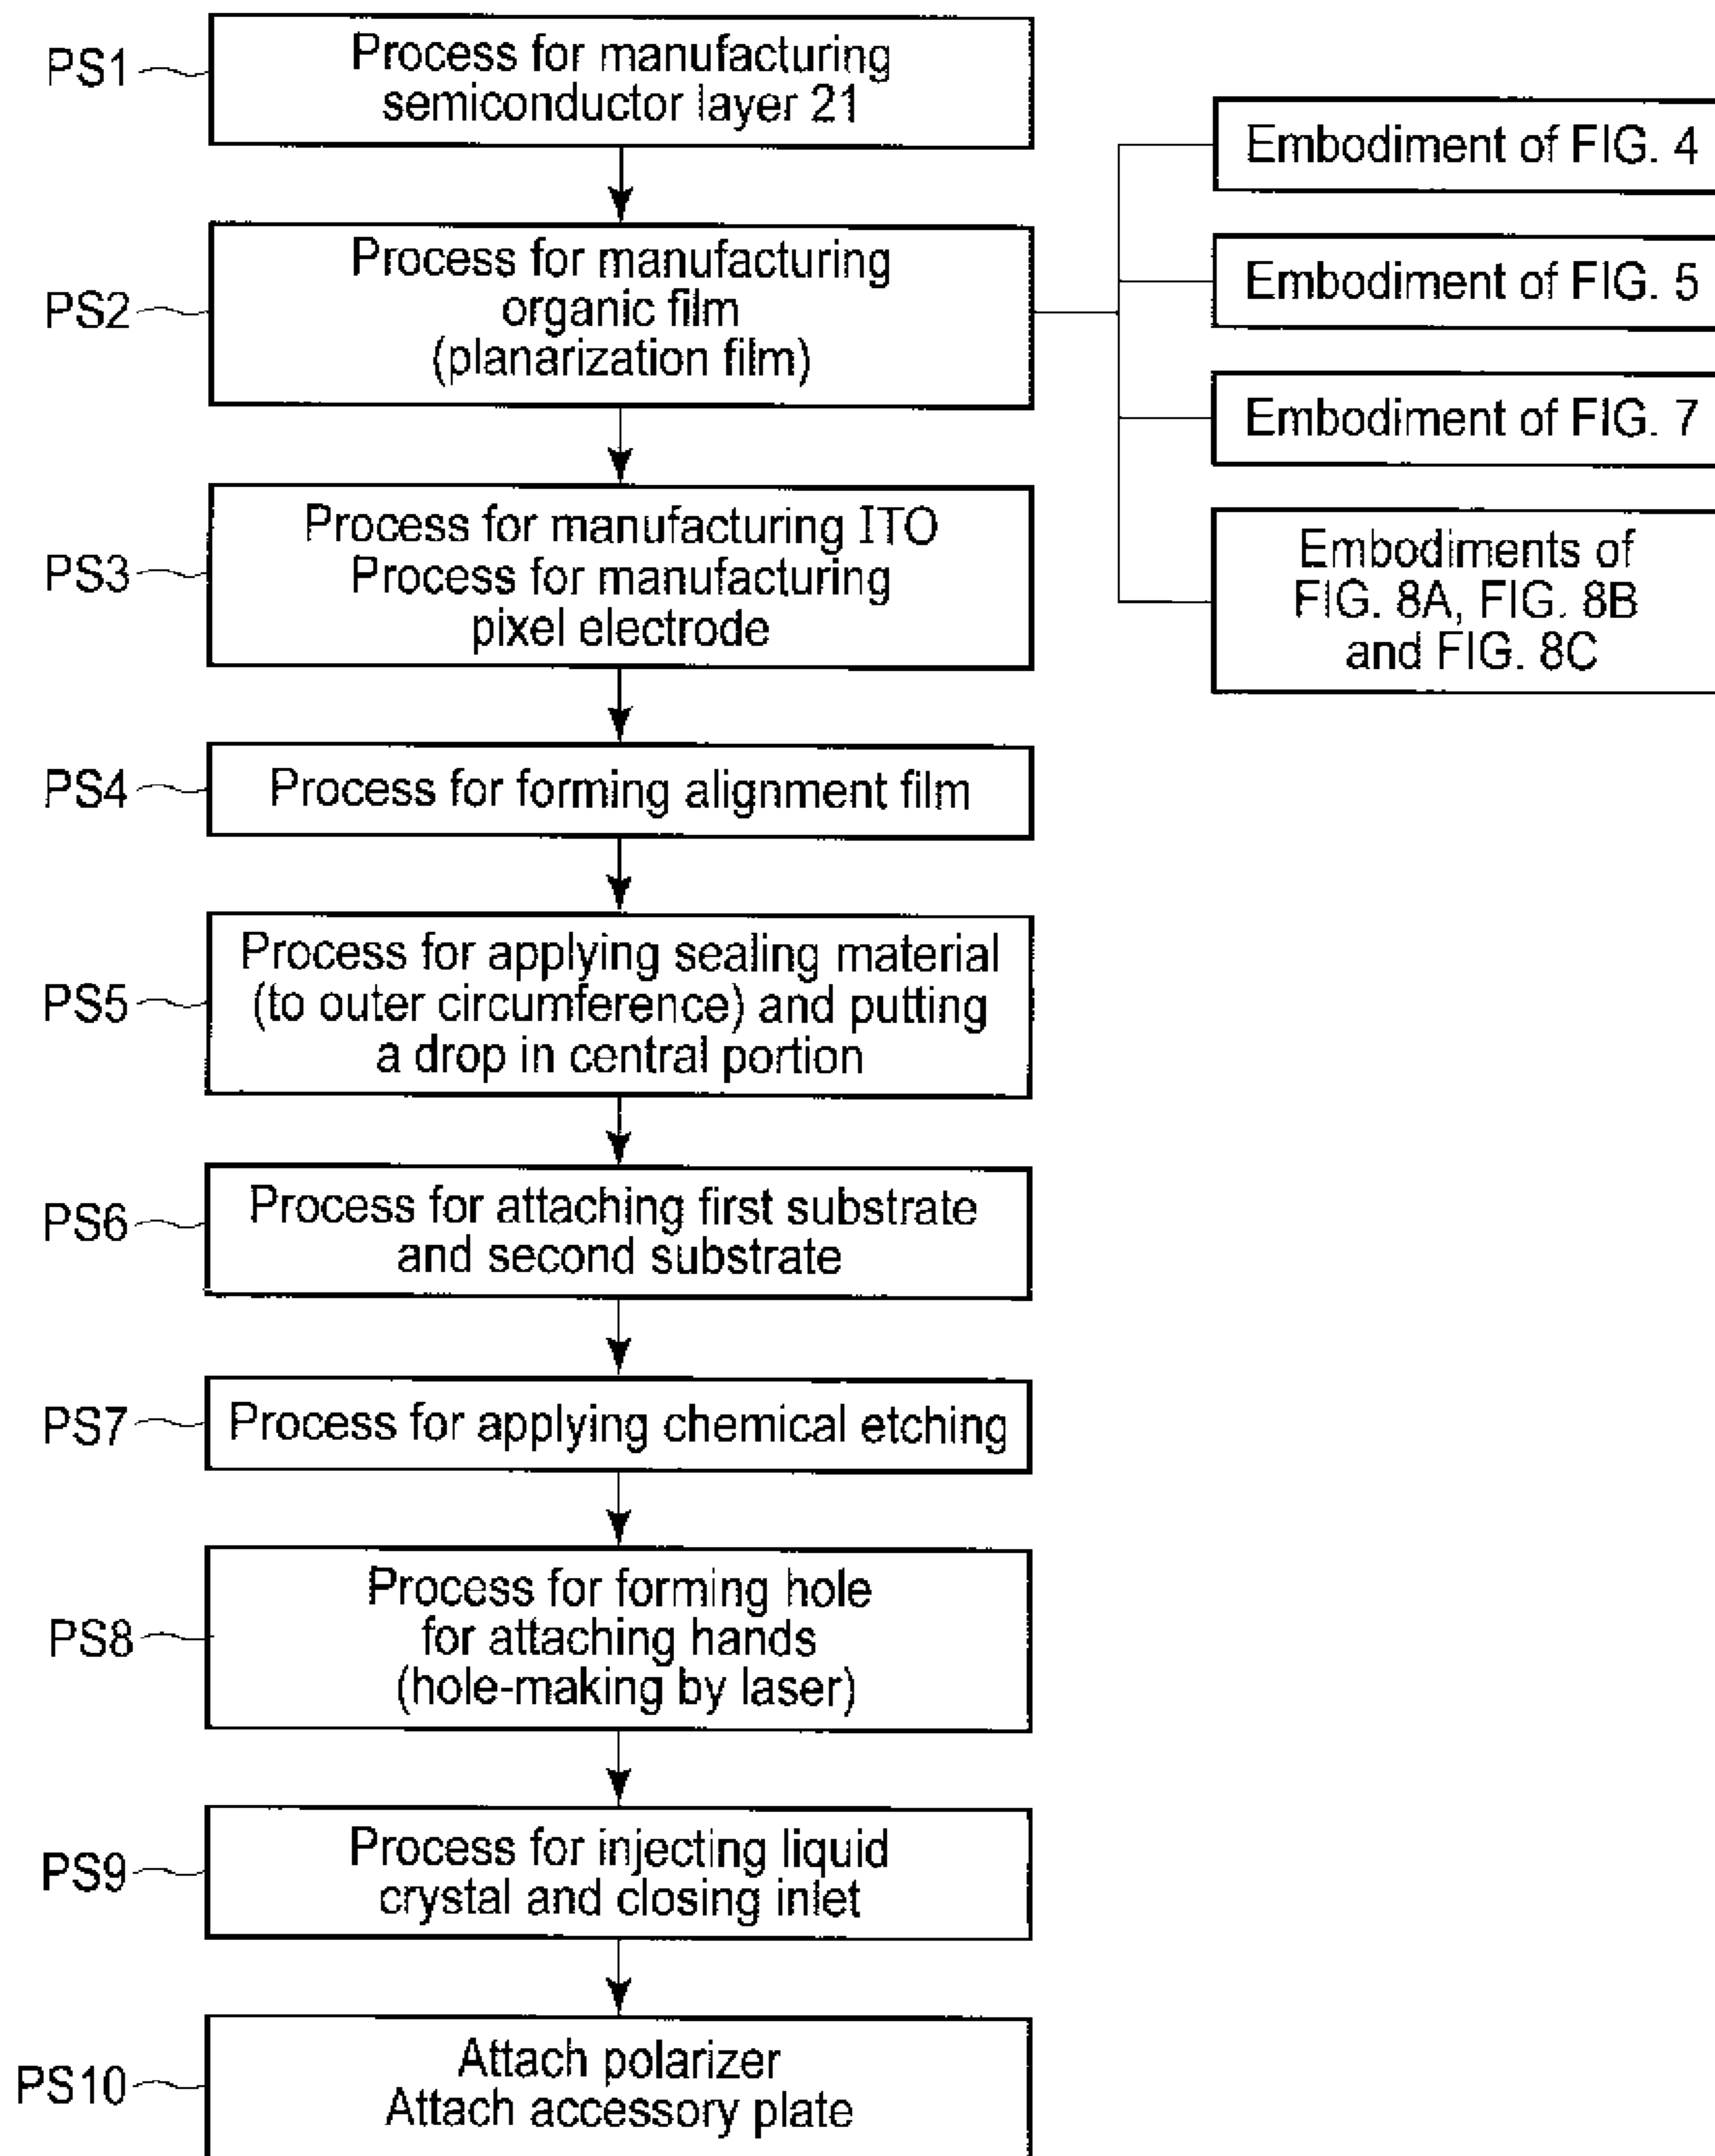 PS1
Process for manufacturing
semiconductor layer 21
PS2
Process for manufacturing
organic film
(planarization film)
Embodiment of FIG. 4
Embodiment of FIG. 5
Embodiment of FIG. 7
Embodiments of
FIG. 8A, FIG. 8B
and FIG. 8C
PS3
Process for manufacturing ITO
Process for manufacturing
pixel electrode
PS4
Process for forming alignment film
PS5
Process for applying sealing material
(to outer circumference) and putting
a drop in central portion
PS6
Process for attaching first substrate
and second substrate
PS7
Process for applying chemical etching
PS8
Process for forming hole
for attaching hands
(hole-making by laser)
PS9
Process for injecting liquid
crystal and closing inlet
PS10
Attach polarizer
Attach accessory plate